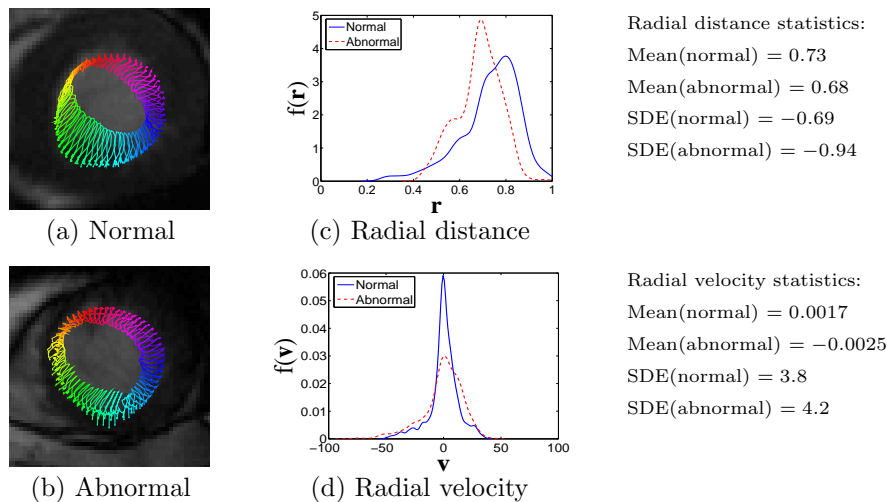 (a) Normal
(b) Abnormal
5
4
3
2
1
0
f(r)
Normal
Abnormal
0 0.2 0.4 0.6 0.8 1
r
(c) Radial distance
0.06
0.05
0.04
0.03
0.02
0.01
0
f(v)
Normal
Abnormal
−100 −50 0 50 100
v
(d) Radial velocity
Radial distance statistics:
Mean(normal) = 0.73
Mean(abnormal) = 0.68
SDE(normal) = −0.69
SDE(abnormal) = −0.94
Radial velocity statistics:
Mean(normal) = 0.0017
Mean(abnormal) = −0.0025
SDE(normal) = 3.8
SDE(abnormal) = 4.2